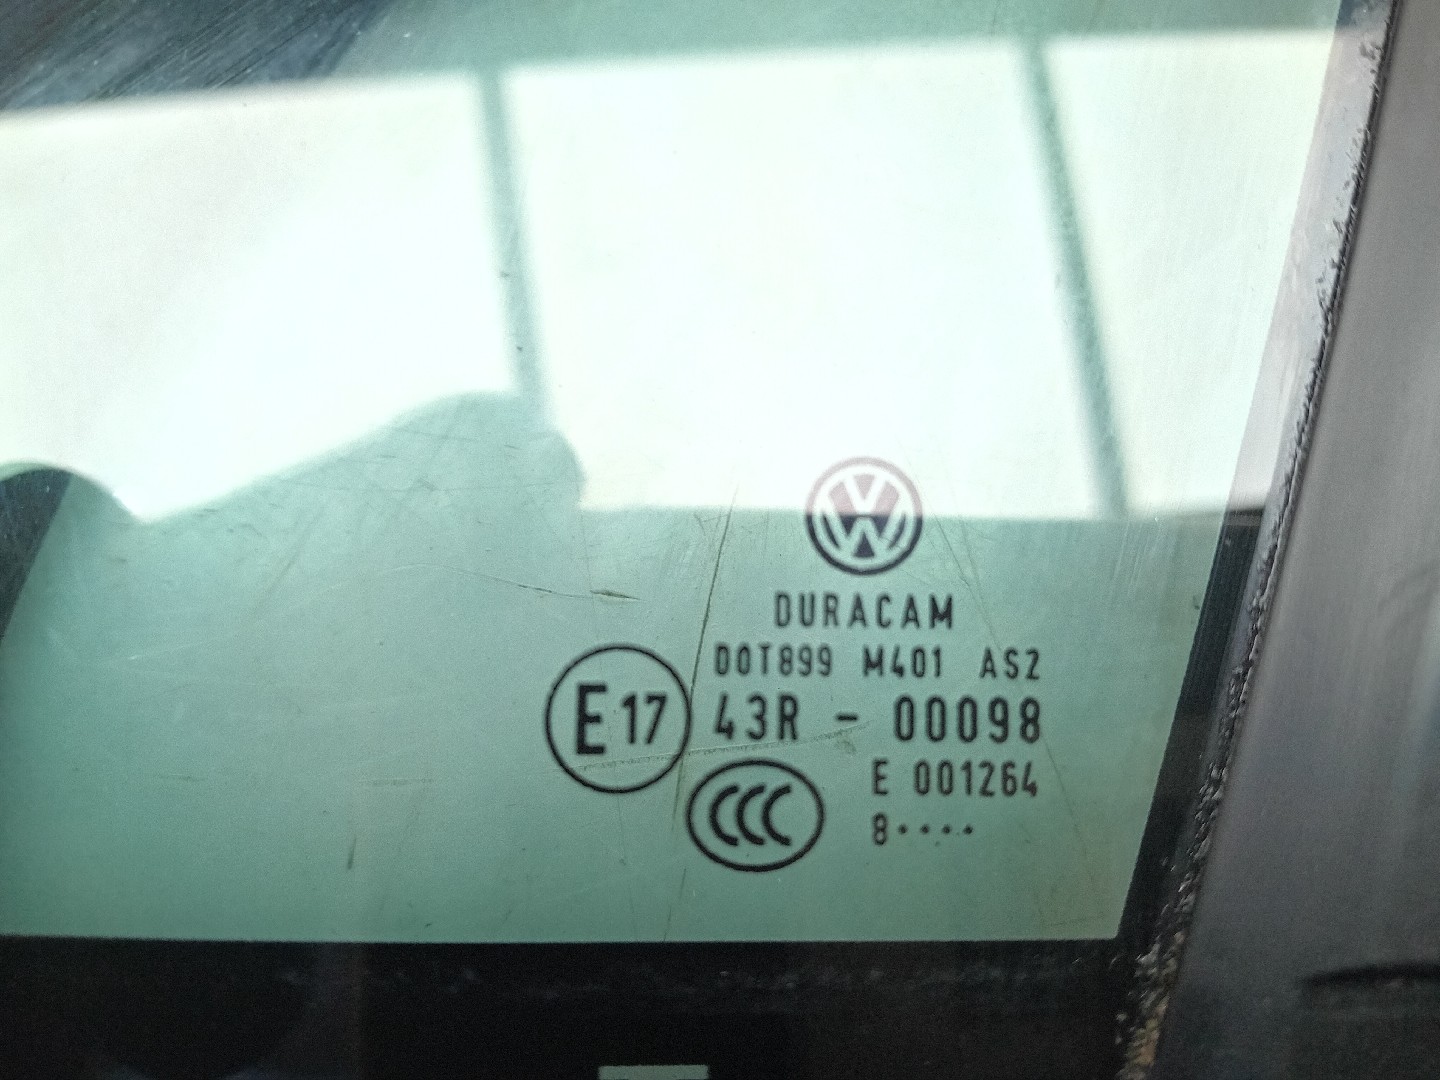 VW
DURACAM
DOT899 M401 AS2
E17 43R - 00098
CCC E 001264
8••••